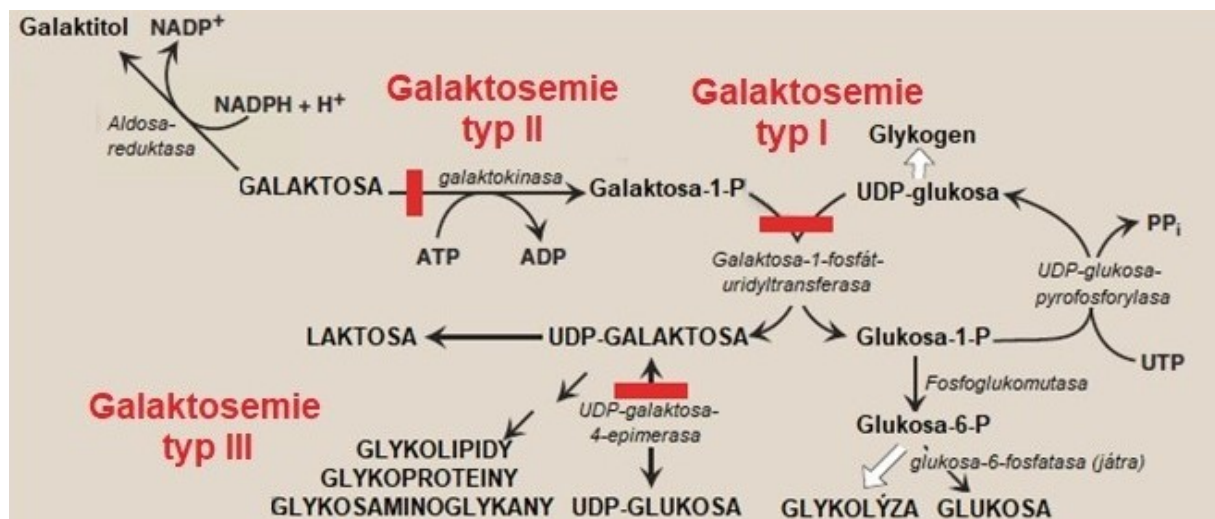 Galaktitol NADP+
NADPH + H+
Aldosa-
reduktasa
Galaktosemie
typ II
Galaktosemie
typ I
Glykogen
GALAKTOSA
galaktokinasa
Galaktosa-1-P
UDP-glukosa
ATP
ADP
Galaktosa-1-fosfát-
uridyltransferasa
PPi
UDP-glukosa-
pyrofosforylasa
LAKTOSA
UDP-GALAKTOSA
Glukosa-1-P
UTP
Fosfoglukomutasa
Galaktosemie
typ III
UDP-galaktosa-
4-epimerasa
Glukosa-6-P
glukosa-6-fosfatasa (játra)
GLYKOLIPIDY
GLYKOPROTEINY
GLYKOSAMINOGLYKANY
UDP-GLUKOSA
GLYKOLÝZA
GLUKOSA